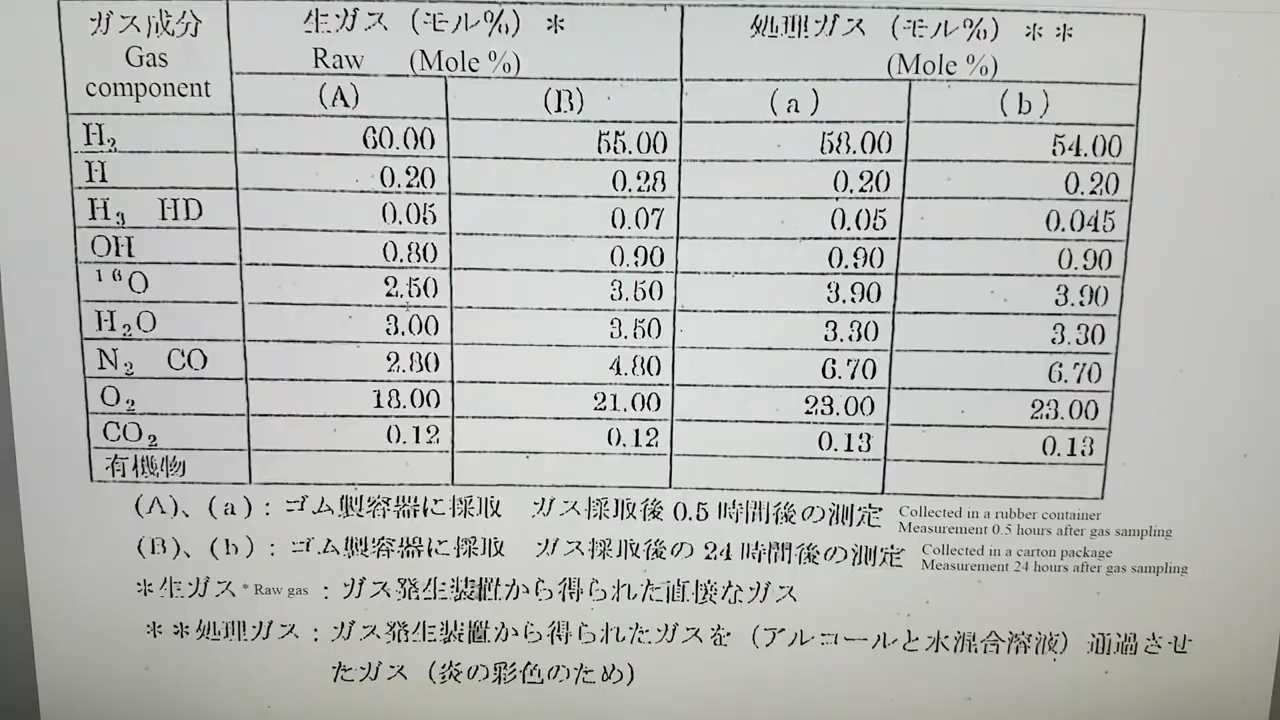 ガス成分 生ガス (モル%) * 処理ガス (モル%) **
Gas component Raw (Mole %) (Mole %)
(A) (B) (a) (b)
H₂ 60.00 55.00 58.00 54.00
H 0.20 0.28 0.20 0.20
H₃ HD 0.05 0.07 0.05 0.045
OH 0.80 0.90 0.90 0.90
¹⁶O 2.50 3.50 3.90 3.90
H₂O 3.00 3.50 3.30 3.30
N₂ CO 2.80 4.80 6.70 6.70
O₂ 18.00 21.00 23.00 23.00
CO₂ 0.12 0.12 0.13 0.13
有機物
(A)、(a):ゴム製容器に採取 ガス採取後0.5時間後の測定 Collected in a rubber container
Measurement 0.5 hours after gas sampling
(B)、(b):ゴム製容器に採取 ガス採取後の24時間後の測定 Collected in a carton package
Measurement 24 hours after gas sampling
*生ガス * Raw gas :ガス発生装置から得られた直接なガス
**処理ガス:ガス発生装置から得られたガスを(アルコールと水混合溶液)通過させ
たガス(炎の彩色のため)